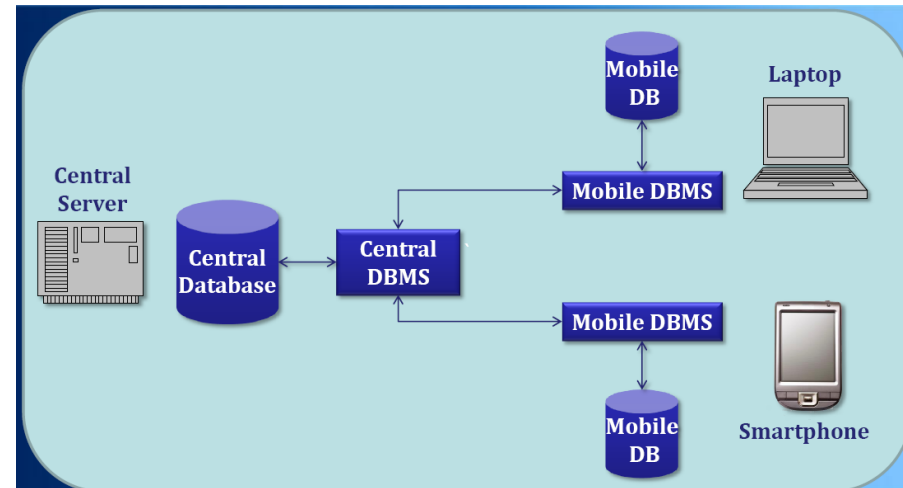 Mobile
DB
Laptop
Central
Server
Mobile DBMS
Central
Database
Central
DBMS
Mobile DBMS
Mobile
DB
Smartphone